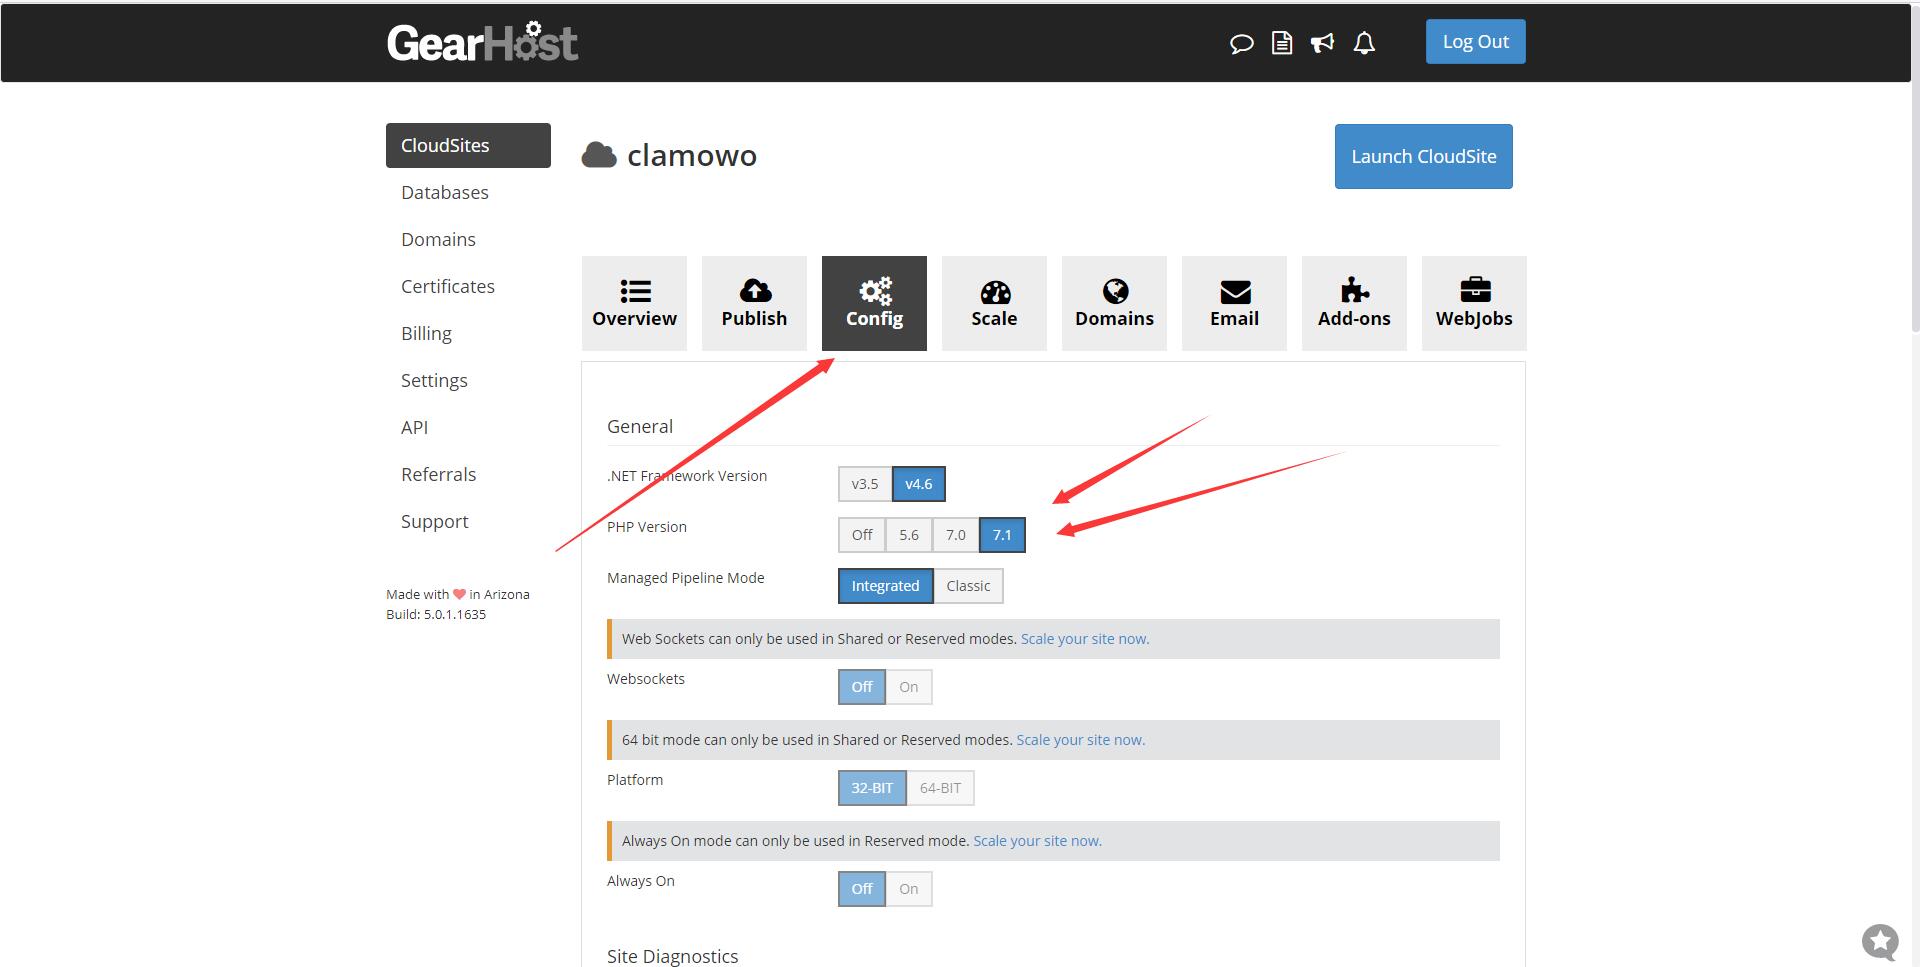 GearHost
Log Out
CloudSites
Databases
Domains
Certificates
Billing
Settings
API
Referrals
Support
Made with ❤ in Arizona
Build: 5.0.1.1635
clamowo
Launch CloudSite
Overview
Publish
Config
Scale
Domains
Email
Add-ons
WebJobs
General
.NET Framework Version
v3.5 v4.6
PHP Version
Off 5.6 7.0 7.1
Managed Pipeline Mode
Integrated Classic
Web Sockets can only be used in Shared or Reserved modes. Scale your site now.
Websockets
Off On
64 bit mode can only be used in Shared or Reserved modes. Scale your site now.
Platform
32-BIT 64-BIT
Always On mode can only be used in Reserved mode. Scale your site now.
Always On
Off On
Site Diagnostics